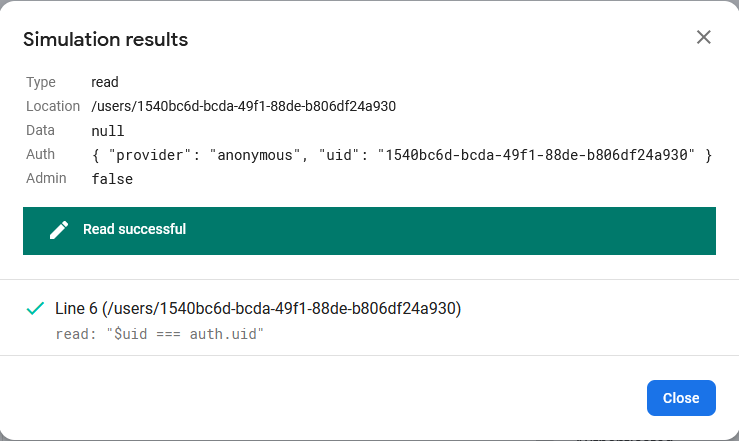 Simulation results
Type read
Location /users/1540bc6d-bcda-49f1-88de-b806df24a930
Data null
Auth { "provider": "anonymous", "uid": "1540bc6d-bcda-49f1-88de-b806df24a930" }
Admin false
Read successful
Line 6 (/users/1540bc6d-bcda-49f1-88de-b806df24a930)
read: "$uid === auth.uid"
Close